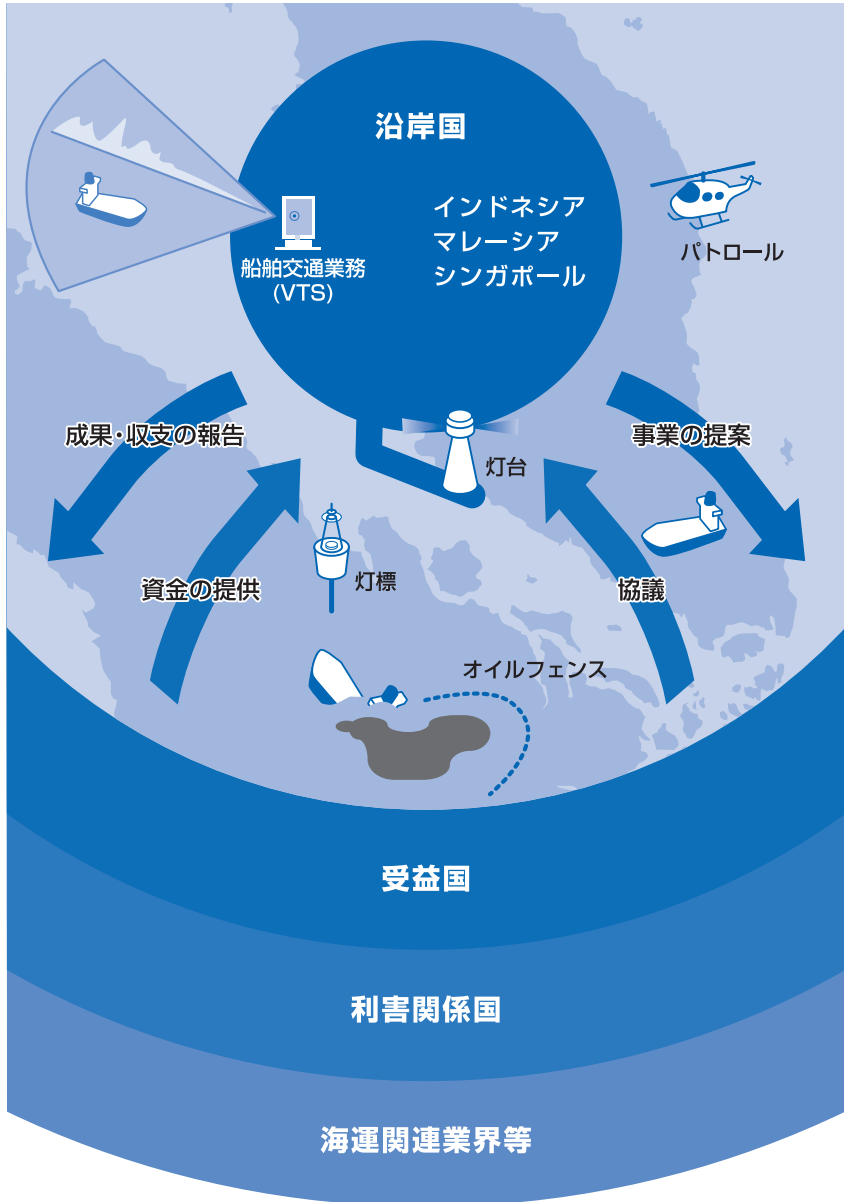 沿岸国
インドネシア
マレーシア
シンガポール
船舶交通業務
(VTS)
パトロール
成果・収支の報告
事業の提案
灯台
資金の提供
灯標
協議
オイルフェンス
受益国
利害関係国
海運関連業界等